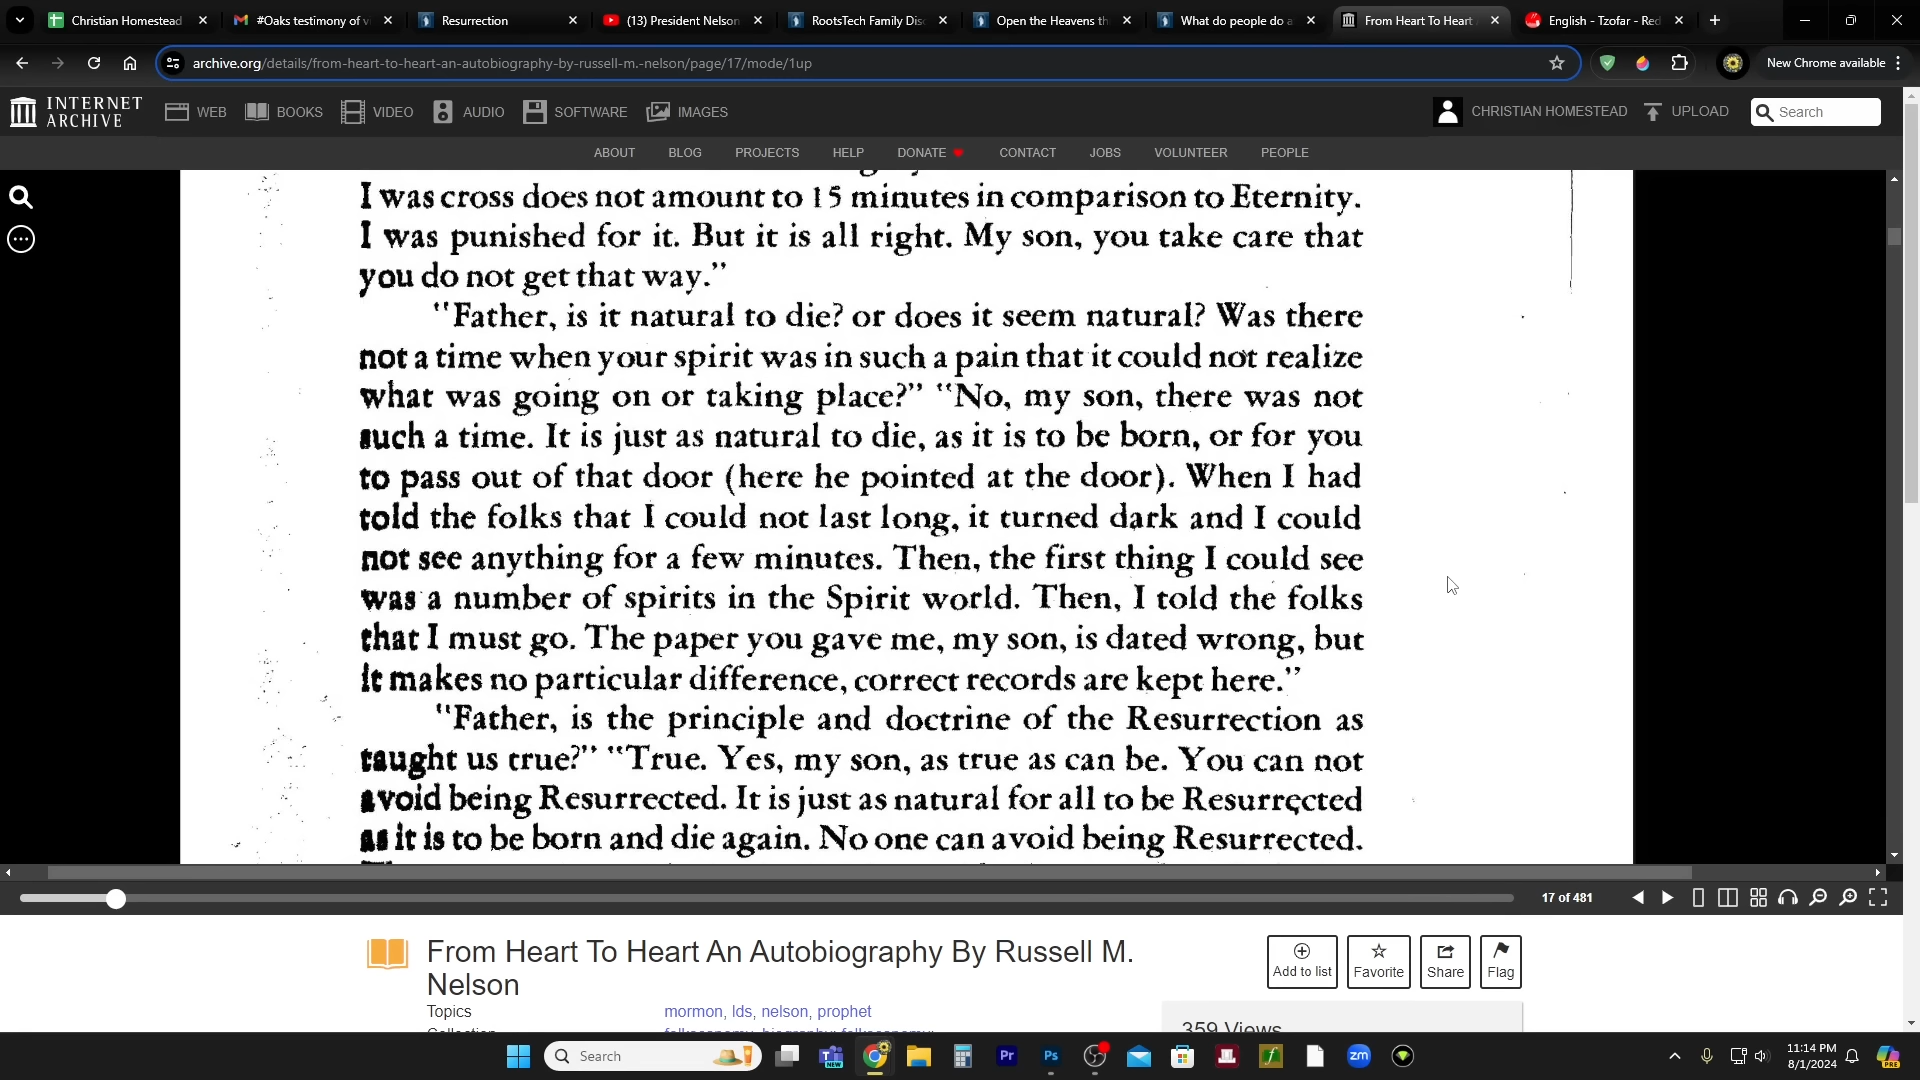 Christian Homestead
#Oaks testimony of vi
Resurrection
(13) President Nelson
RootsTech Family Disc
Open the Heavens th
What do people do a
From Heart To Heart
English - Tzofar - Red
archive.org/details/from-heart-to-heart-an-autobiography-by-russell-m.-nelson/page/17/mode/1up
New Chrome available
INTERNET ARCHIVE
WEB BOOKS VIDEO AUDIO SOFTWARE IMAGES
CHRISTIAN HOMESTEAD UPLOAD Search
ABOUT BLOG PROJECTS HELP DONATE CONTACT JOBS VOLUNTEER PEOPLE
I was cross does not amount to 15 minutes in comparison to Eternity.
I was punished for it. But it is all right. My son, you take care that
you do not get that way."
"Father, is it natural to die? or does it seem natural? Was there
not a time when your spirit was in such a pain that it could not realize
what was going on or taking place?" "No, my son, there was not
such a time. It is just as natural to die, as it is to be born, or for you
to pass out of that door (here he pointed at the door). When I had
told the folks that I could not last long, it turned dark and I could
not see anything for a few minutes. Then, the first thing I could see
was a number of spirits in the Spirit world. Then, I told the folks
that I must go. The paper you gave me, my son, is dated wrong, but
it makes no particular difference, correct records are kept here."
"Father, is the principle and doctrine of the Resurrection as
taught us true?" "True. Yes, my son, as true as can be. You can not
avoid being Resurrected. It is just as natural for all to be Resurrected
as it is to be born and die again. No one can avoid being Resurrected.
17 of 481
From Heart To Heart An Autobiography By Russell M.
Nelson
Add to list
Favorite
Share
Flag
Topics mormon, lds, nelson, prophet
359 Views
Search
NEW
Pr
Ps
zm
11:14 PM
8/1/2024
PRE